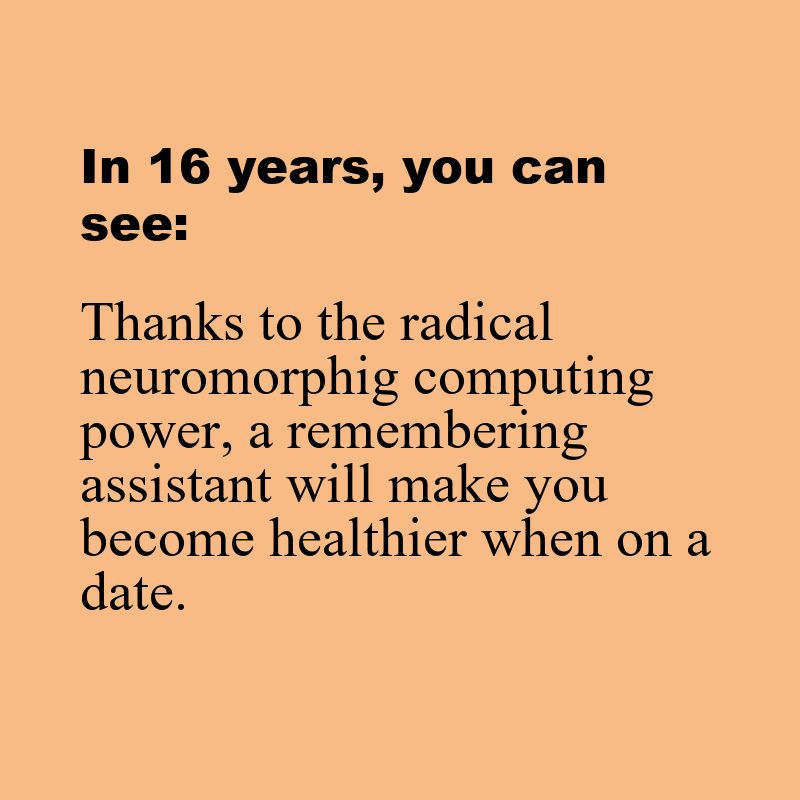 In 16 years, you can
see:
Thanks to the radical
neuromorphig computing
power, a remembering
assistant will make you
become healthier when on a
date.